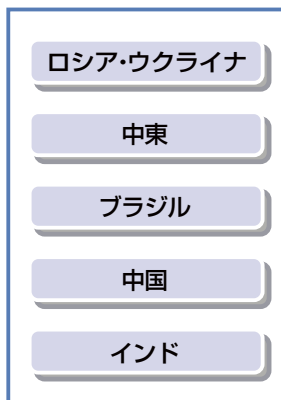 ロシア・ウクライナ
中東
ブラジル
中国
インド